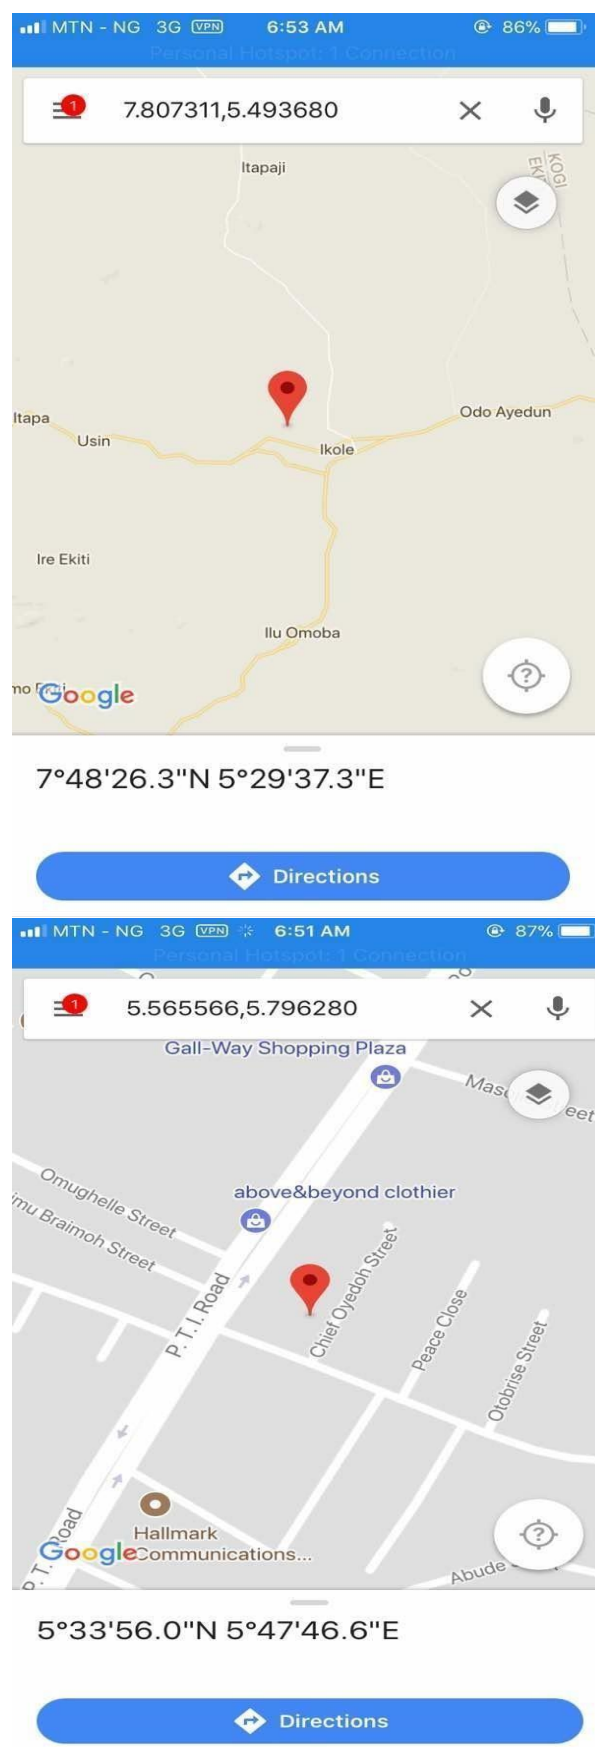 MTN - NG 3G VPN 6:53 AM 86%
Personal Hotspot: 1 Connection
1
7.807311,5.493680
Itapaji
KOGI
Itapa
Odo Ayedun
Usin
Ikole
Ire Ekiti
Ilu Omoba
Google
7°48'26.3"N 5°29'37.3"E
Directions
MTN - NG 3G VPN 6:51 AM 87%
Personal Hotspot: 1 Connection
1
5.565566,5.796280
Gall-Way Shopping Plaza
Omughelle Street
above&beyond clothier
Braimoh Street
P.T.I. Road
Chief Oyedoh Street
Peace Close
Otobrise Street
P.T. Road
Hallmark
Communications...
Google
Abude
5°33'56.0"N 5°47'46.6"E
Directions